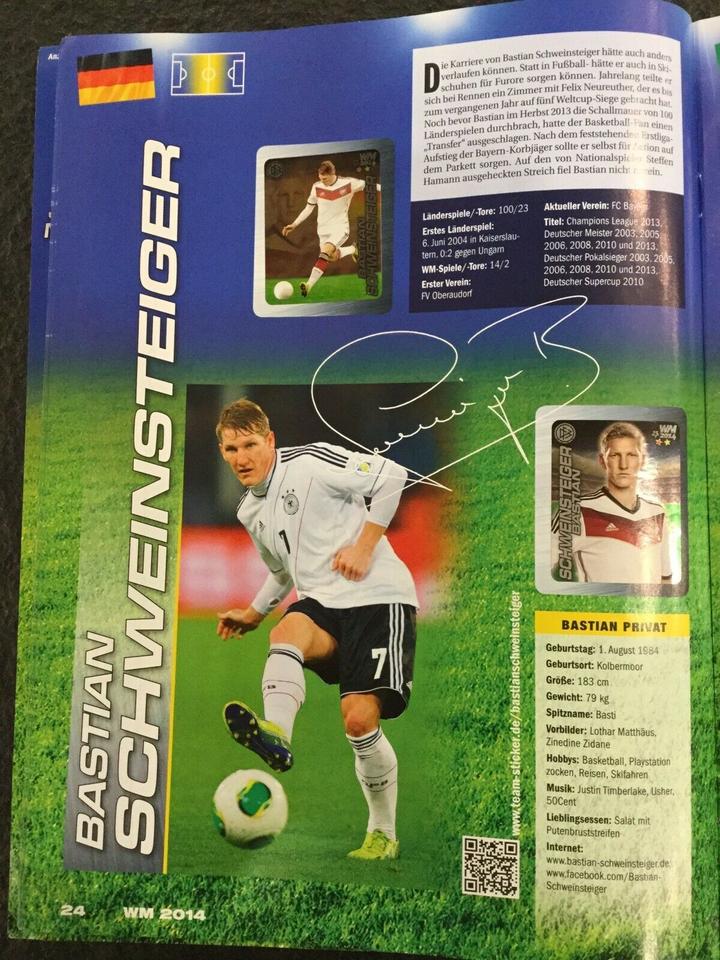 BASTIAN
SCHWEINSTEIGER
Die Karriere von Bastian Schweinsteiger hätte auch anders
verlaufen können. Statt in Fußball- hätte er auch in Ski-
schuhen für Furore sorgen können. Jahrelang teilte er
sich bei Rennen ein Zimmer mit Felix Neureuther, der es bis
zum vergangenen Jahr auf fünf Weltcup-Siege gebracht hat.
Noch bevor Bastian im Herbst 2013 die Schallmauer von 100
Länderspielen durchbrach, hatte der Basketball-Fan einen
„Transfer“ ausgeschlagen. Nach dem feststehenden Erstliga-
Aufstieg der Bayern-Korbjäger sollte er selbst für Action auf
dem Parkett sorgen. Auf den von Nationalspieler Steffen
Hamann ausgeheckten Streich fiel Bastian nicht herein.
Länderspiele/-Tore: 100/23
Erstes Länderspiel:
6. Juni 2004 in Kaiserslau-
tern, 0:2 gegen Ungarn
WM-Spiele/-Tore: 14/2
Erster Verein:
FV Oberaudorf
Aktueller Verein: FC Bayern
Titel: Champions League 2013,
Deutscher Meister 2003, 2005,
2006, 2008, 2010 und 2013,
Deutscher Pokalsieger 2003, 2005,
2006, 2008, 2010 und 2013,
Deutscher Supercup 2010
WM
BASTIAN
SCHWEINSTEIGER
WM
2014
SCHWEINSTEIGER
BASTIAN
adidas
7
7
www.team-sticker.de/bastianschweinsteiger
BASTIAN PRIVAT
Geburtstag: 1. August 1984
Geburtsort: Kolbermoor
Größe: 183 cm
Gewicht: 79 kg
Spitzname: Basti
Vorbilder: Lothar Matthäus,
Zinedine Zidane
Hobbys: Basketball, Playstation
zocken, Reisen, Skifahren
Musik: Justin Timberlake, Usher,
50Cent
Lieblingsessen: Salat mit
Putenbruststreifen
Internet:
www.bastian-schweinsteiger.de
www.facebook.com/Bastian-
Schweinsteiger
24 WM 2014